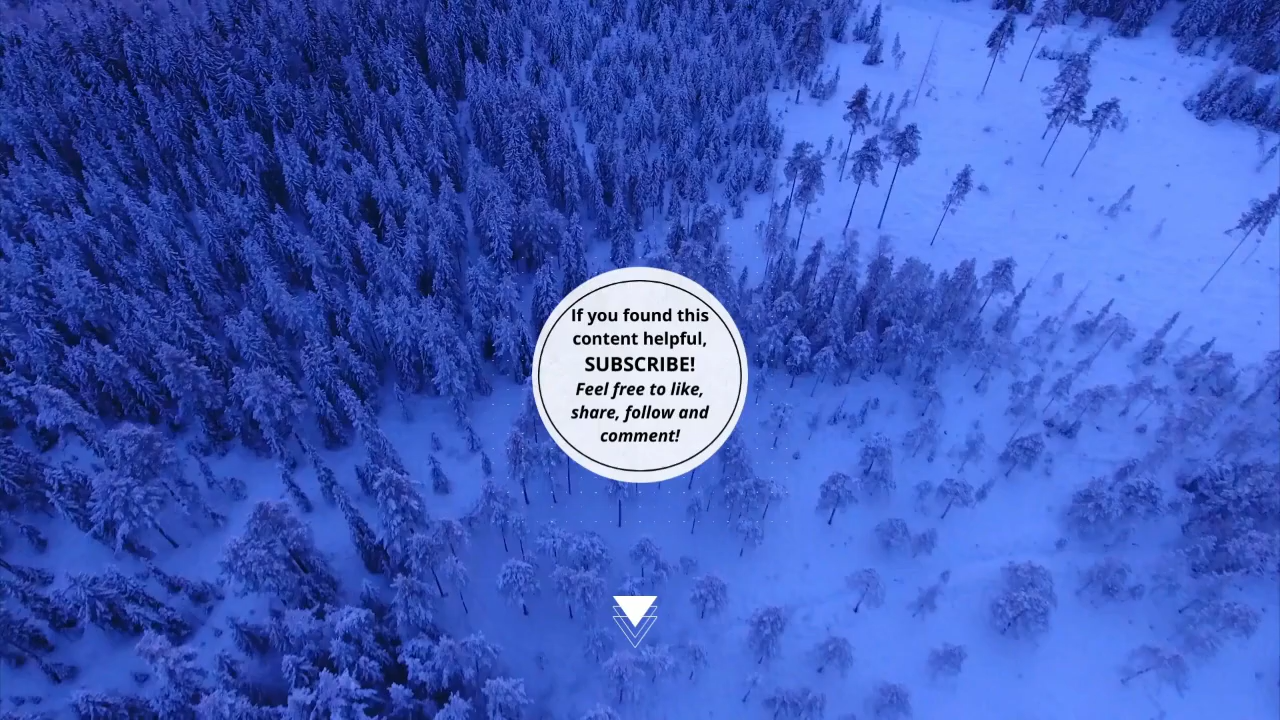 If you found this
content helpful,
SUBSCRIBE!
Feel free to like,
share, follow and
comment!